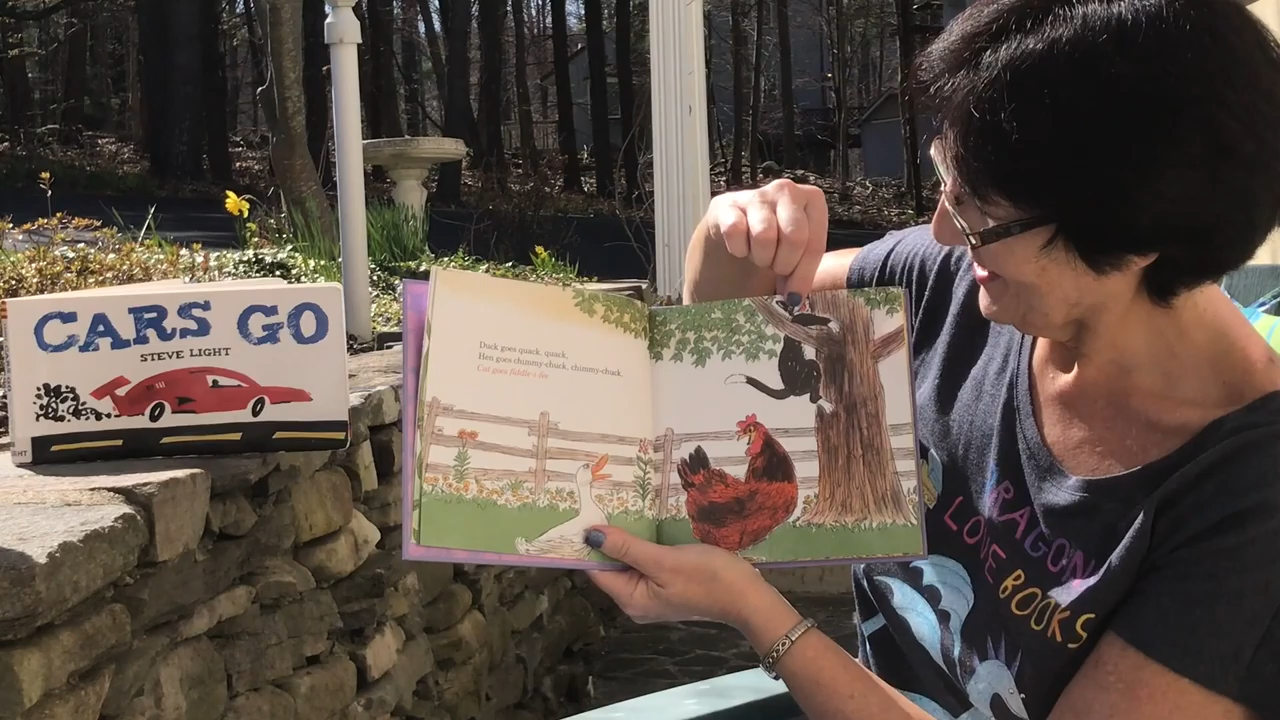 CARS GO
STEVE LIGHT
Duck goes quack, quack,
Hen goes chimmy-chuck, chimmy-chuck,
Cat goes fiddle-i-fee
RAGON
LOVE
BOOKS